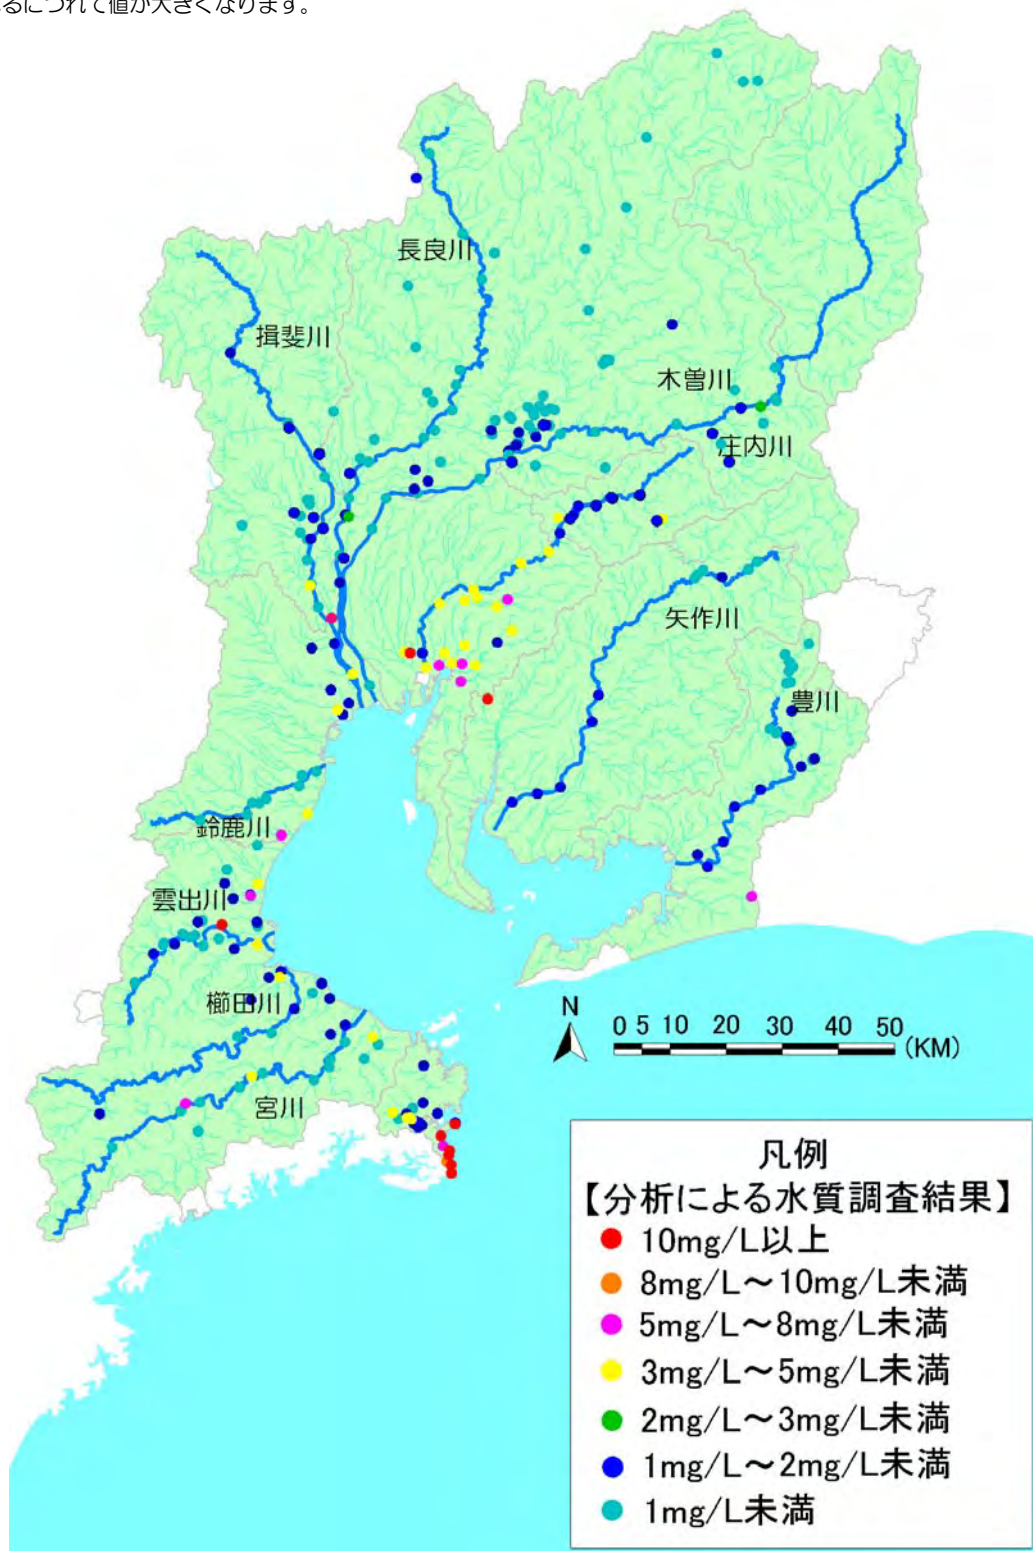 るにつれて値が大きくなります。
長良川
揖斐川
木曽川
庄内川
矢作川
豊川
鈴鹿川
雲出川
櫛田川
宮川
N
0 5 10 20 30 40 50 (KM)
凡例
【分析による水質調査結果】
10mg/L以上
8mg/L～10mg/L未満
5mg/L～8mg/L未満
3mg/L～5mg/L未満
2mg/L～3mg/L未満
1mg/L～2mg/L未満
1mg/L未満